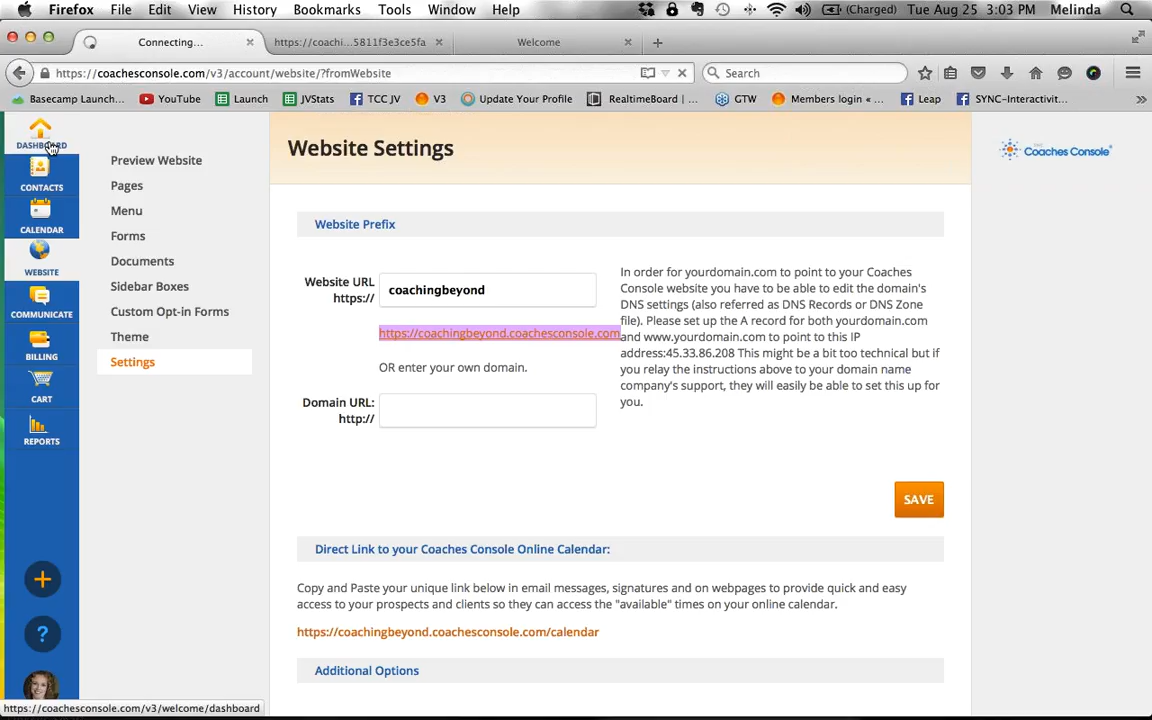 Firefox File Edit View History Bookmarks Tools Window Help (Charged) Tue Aug 25 3:03 PM Melinda
Connecting... https://coachi...5811f3e3ce5fa Welcome
https://coachesconsole.com/v3/account/website/?fromWebsite Search
Basecamp Launch... YouTube Launch JVStats TCC JV V3 Update Your Profile RealtimeBoard | ... GTW Members login « ... Leap SYNC-Interactivit...
DASHBOARD
CONTACTS
CALENDAR
WEBSITE
COMMUNICATE
BILLING
CART
REPORTS
?
Preview Website
Pages
Menu
Forms
Documents
Sidebar Boxes
Custom Opt-in Forms
Theme
Settings
Website Settings
Website Prefix
Website URL
https://
coachingbeyond
https://coachingbeyond.coachesconsole.com
OR enter your own domain.
Domain URL:
http://
In order for yourdomain.com to point to your Coaches
Console website you have to be able to edit the domain's
DNS settings (also referred as DNS Records or DNS Zone
file). Please set up the A record for both yourdomain.com
and www.yourdomain.com to point to this IP
address:45.33.86.208 This might be a bit too technical but if
you relay the instructions above to your domain name
company's support, they will easily be able to set this up for
you.
SAVE
Direct Link to your Coaches Console Online Calendar:
Copy and Paste your unique link below in email messages, signatures and on webpages to provide quick and easy
access to your prospects and clients so they can access the "available" times on your online calendar.
https://coachingbeyond.coachesconsole.com/calendar
Additional Options
Coaches Console
https://coachesconsole.com/v3/welcome/dashboard